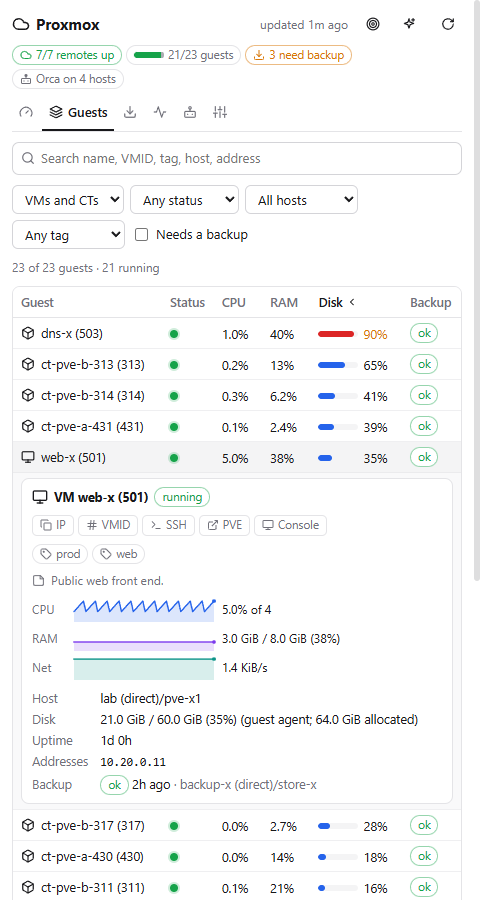 Proxmox updated 1m ago
7/7 remotes up 21/23 guests 3 need backup
Orca on 4 hosts
Guests
Search name, VMID, tag, host, address
VMs and CTs Any status All hosts
Any tag Needs a backup
23 of 23 guests · 21 running
Guest Status CPU RAM Disk Backup
dns-x (503) 1.0% 40% 90% ok
ct-pve-b-313 (313) 0.2% 13% 65% ok
ct-pve-b-314 (314) 0.3% 6.2% 41% ok
ct-pve-a-431 (431) 0.1% 2.4% 39% ok
web-x (501) 5.0% 38% 35% ok
VM web-x (501) running
IP VMID SSH PVE Console
prod web
Public web front end.
CPU 5.0% of 4
RAM 3.0 GiB / 8.0 GiB (38%)
Net 1.4 KiB/s
Host lab (direct)/pve-x1
Disk 21.0 GiB / 60.0 GiB (35%) (guest agent; 64.0 GiB allocated)
Uptime 1d 0h
Addresses 10.20.0.11
Backup ok 2h ago · backup-x (direct)/store-x
ct-pve-b-317 (317) 0.0% 2.7% 28% ok
ct-pve-a-430 (430) 0.0% 14% 18% ok
ct-pve-b-311 (311) 0.1% 21% 16% ok